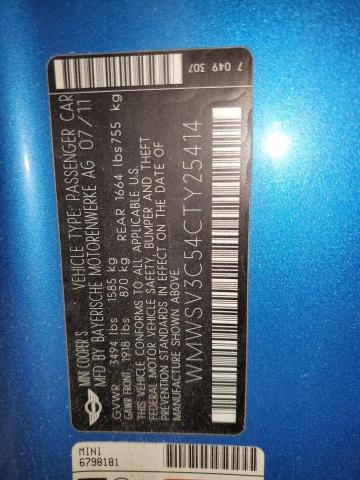 MINI COOPER S
VEHICLE TYPE: PASSENGER CAR
MFD BY BAYERISCHE MOTORENWERKE AG 07/11
GVWR 3494 lbs 1585 kg
GAWR FRONT 1918 lbs 870 kg REAR 1664 lbs 755 kg
THIS VEHICLE CONFORMS TO ALL APPLICABLE U.S.
FEDERAL MOTOR VEHICLE SAFETY, BUMPER AND THEFT
PREVENTION STANDARDS IN EFFECT ON THE DATE OF
MANUFACTURE SHOWN ABOVE.
WMWSV3C54CTY25414
7 049 307
MINI
6798181